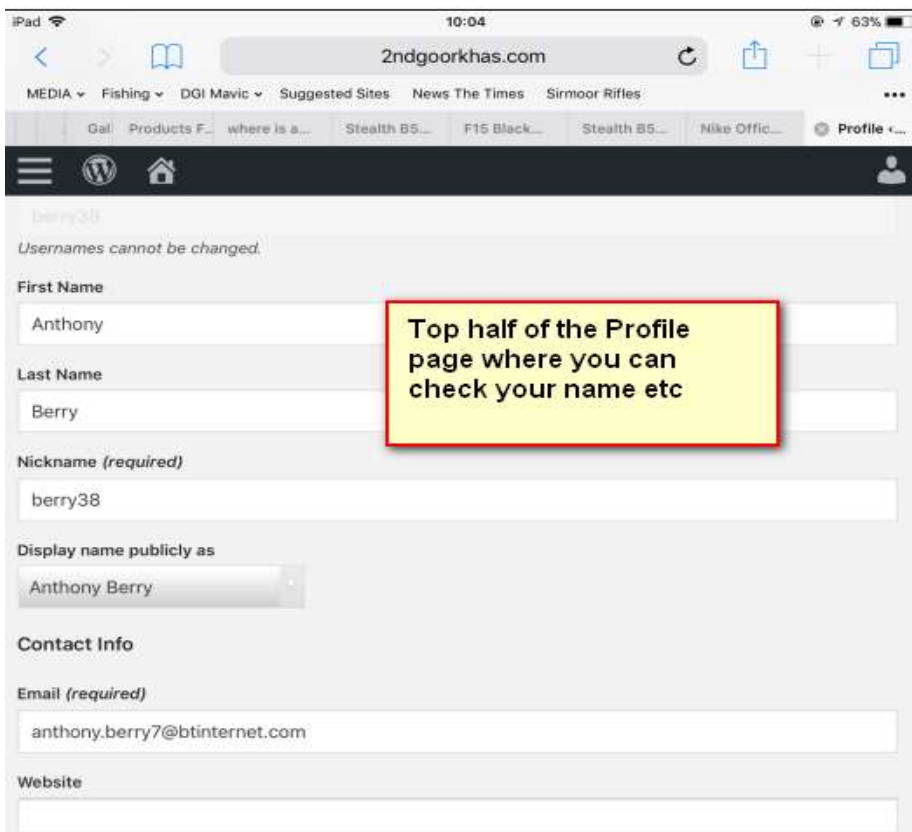 iPad 10:04 63%
2ndgoorkhas.com
MEDIA Fishing DGI Mavic Suggested Sites News The Times Sirmoor Rifles •••
Gal Products F... where is a... Stealth B5... F15 Black... Stealth B5... Nike Offic... Profile ‹...
berry38
Usernames cannot be changed.
First Name
Anthony
Top half of the Profile
page where you can
check your name etc
Last Name
Berry
Nickname (required)
berry38
Display name publicly as
Anthony Berry
Contact Info
Email (required)
anthony.berry7@btinternet.com
Website